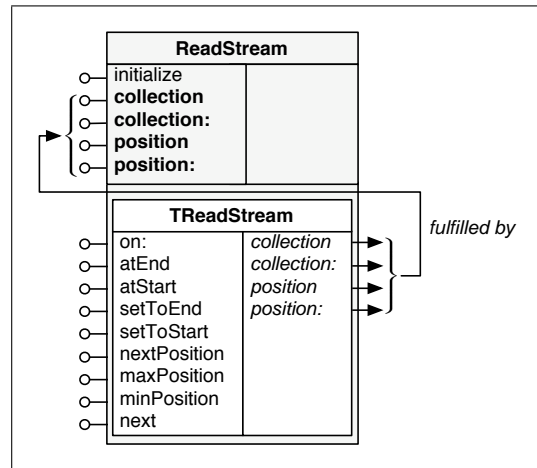 ReadStream
initialize
collection
collection:
position
position:
TReadStream
fulfilled by
on: collection
atEnd collection:
atStart position
setToEnd position:
setToStart
nextPosition
maxPosition
minPosition
next